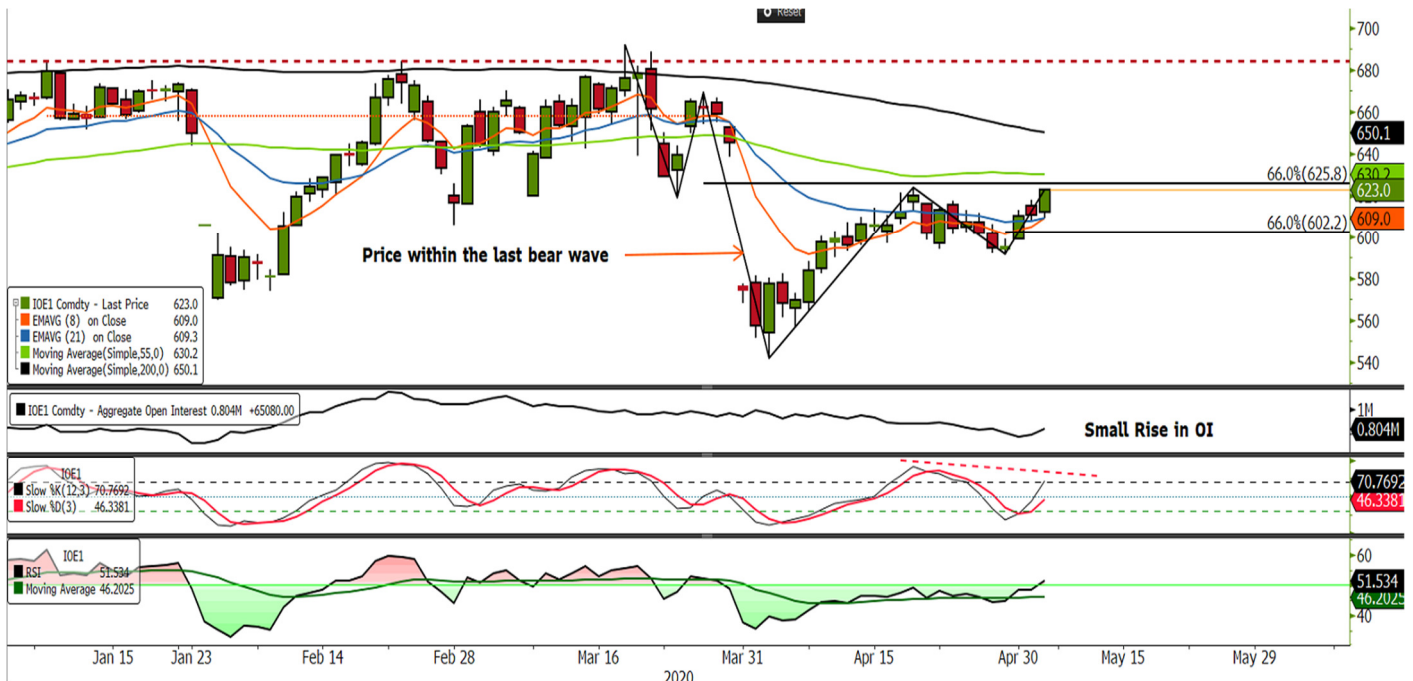 Reset
700
680
660
650.1
640
66.0%(625.8)
630.2
623.0
609.0
66.0%(602.2)
600
580
560
540
Price within the last bear wave
IOE1 Comdty - Last Price 623.0
EMAVG (8) on Close 609.0
EMAVG (21) on Close 609.3
Moving Average(Simple,55,0) 630.2
Moving Average(Simple,200,0) 650.1
IOE1 Comdty - Aggregate Open Interest 0.804M +65080.00
Small Rise in OI
1M
0.804M
IOE1
Slow %K(12,3) 70.7692
Slow %D(3) 46.3381
70.7692
46.3381
IOE1
RSI 51.534
Moving Average 46.2025
60
51.534
46.2025
40
Jan 15 Jan 23 Feb 14 Feb 28 Mar 16 Mar 31 Apr 15 Apr 30 May 15 May 29
2020